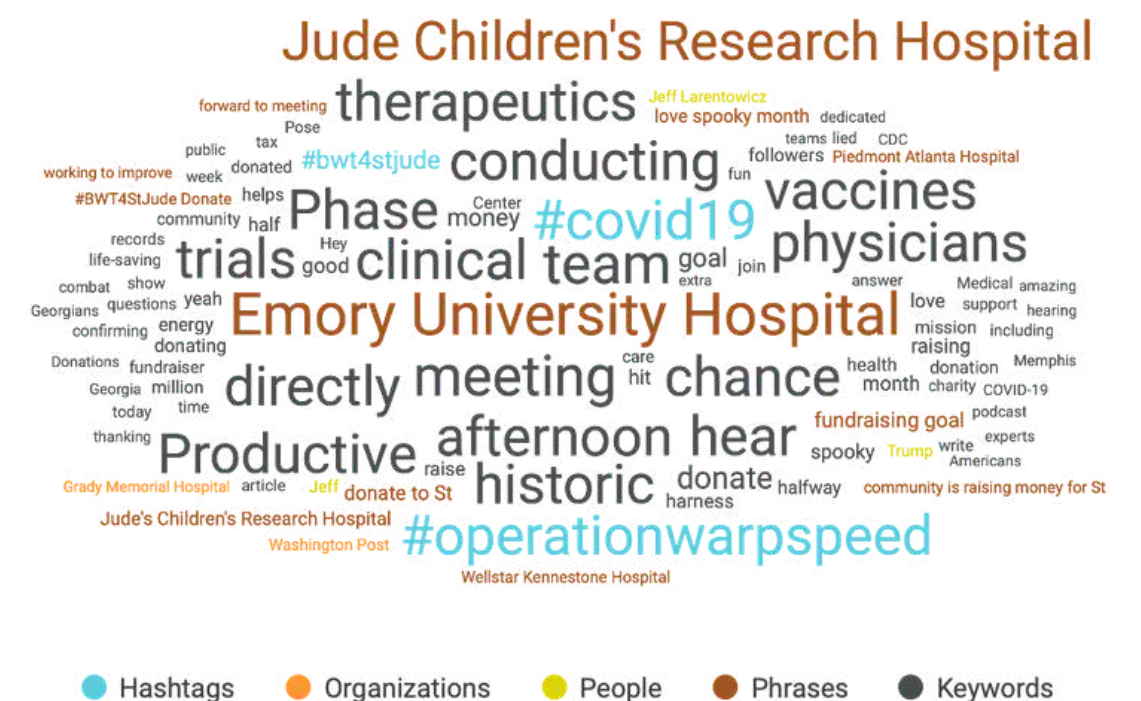 Jude Children's Research Hospital
forward to meeting therapeutics Jeff Larentowicz
love spooky month dedicated
Pose
tax
teams lied CDC
public
working to improve week donated #bwt4stjude conducting fun followers Piedmont Atlanta Hospital
#BWT4StJude Donate helps Phase Center money #covid19 vaccines
community half
records
life-saving trials Hey good clinical team goal extra join physicians
combat show answer Medical amazing
Georgians questions yeah Emory University Hospital love support hearing
confirming energy mission including
donating raising
Donations fundraiser care hit health donation Memphis
Georgia million directly meeting chance month charity COVID-19
today time
fundraising goal podcast
thanking Productive afternoon hear spooky Trump write experts
Americans
raise
Grady Memorial Hospital article Jeff donate to St historic donate harness halfway community is raising money for St
Jude's Children's Research Hospital #operationwarpspeed
Washington Post
Wellstar Kennestone Hospital
Hashtags Organizations People Phrases Keywords